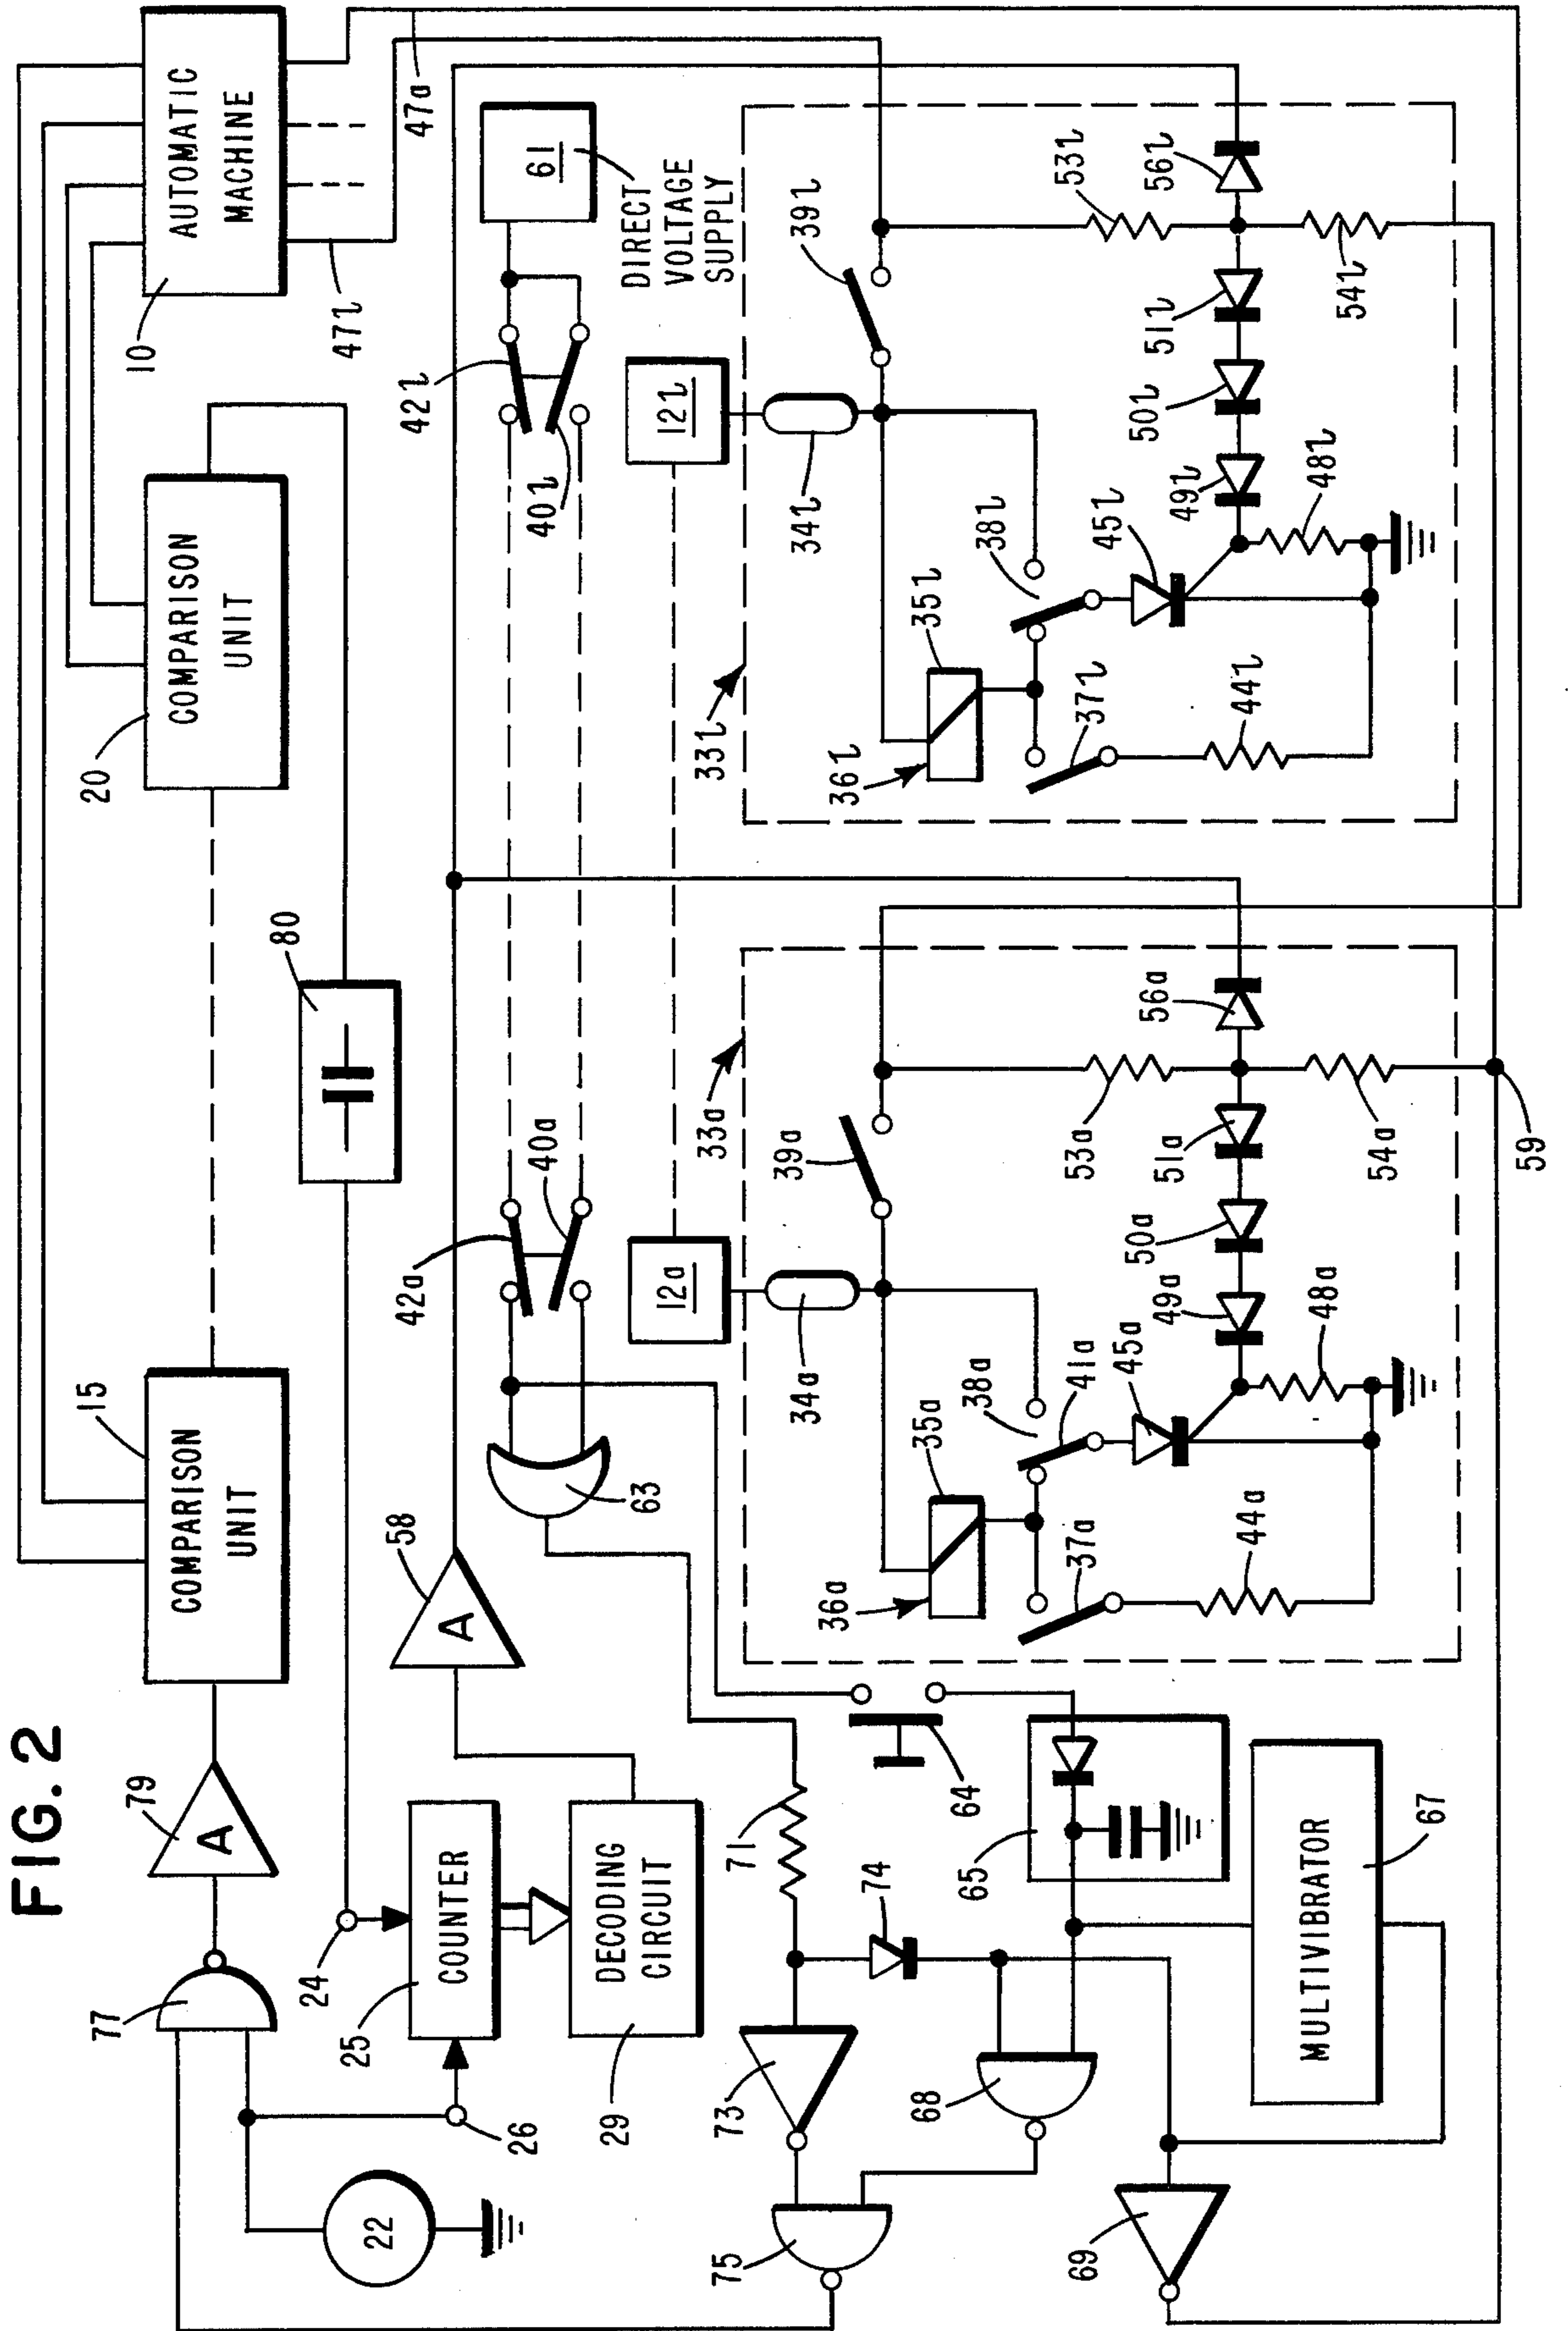 FIG. 2
77
79
A
15
COMPARISON
UNIT
20
COMPARISON
UNIT
10
AUTOMATIC
MACHINE
22
26
24
25
COUNTER
29
DECODING
CIRCUIT
80
47l
47a
58
A
63
42a
40a
42l
40l
61
DIRECT
VOLTAGE
SUPPLY
12a
12l
33a
33l
34a
34l
39a
39l
35a
36a
37a
38a
41a
45a
44a
48a
49a
50a
51a
53a
54a
56a
35l
36l
37l
38l
45l
44l
48l
49l
50l
51l
53l
54l
56l
59
64
65
67
MULTIVIBRATOR
68
69
71
73
74
75